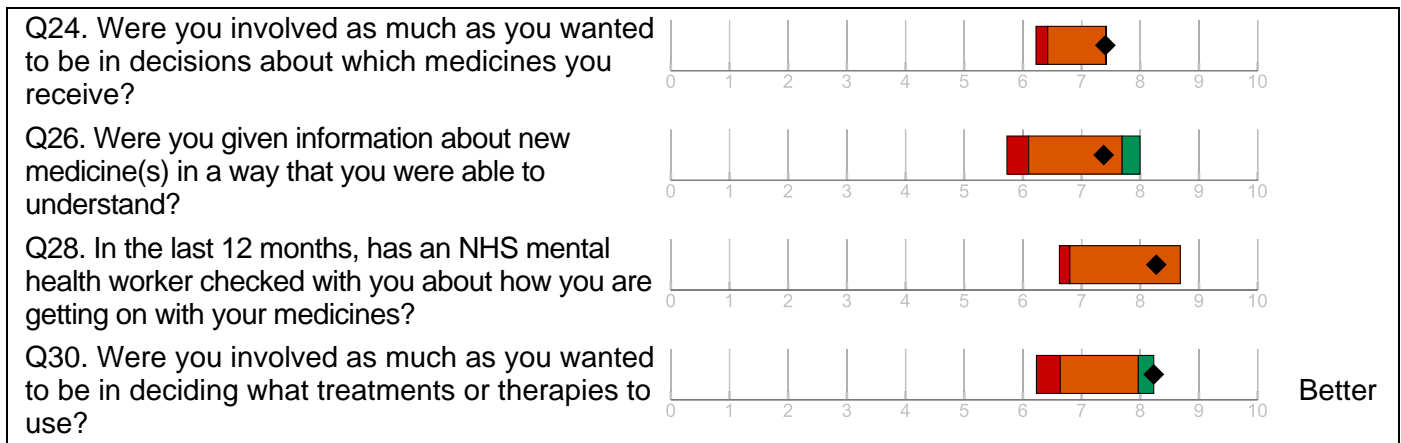 Q24. Were you involved as much as you wanted
to be in decisions about which medicines you
receive?
0 1 2 3 4 5 6 7 8 9 10
Q26. Were you given information about new
medicine(s) in a way that you were able to
understand?
0 1 2 3 4 5 6 7 8 9 10
Q28. In the last 12 months, has an NHS mental
health worker checked with you about how you are
getting on with your medicines?
0 1 2 3 4 5 6 7 8 9 10
Q30. Were you involved as much as you wanted
to be in deciding what treatments or therapies to
use?
0 1 2 3 4 5 6 7 8 9 10
Better